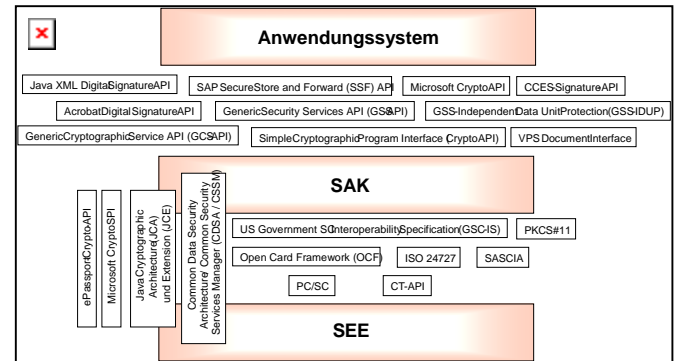 Anwendungssystem
Java XML DigitalSignatureAPI
SAP SecureStore and Forward (SSF) API
Microsoft CryptoAPI
CCES-SignatureAPI
AcrobatDigitalSignatureAPI
GenericSecurity Services API (GSSAPI)
GSS-IndependentData UnitProtection(GSS-IDUP)
GenericCryptographicService API (GCSAPI)
SimpleCryptographicProgram Interface (CryptoAPI)
VPS DocumentInterface
SAK
ePassportCryptoAPI
Microsoft CryptoSPI
JavaCryptographic
Architecture(JCA)
und Extension (JCE)
Common Data Security
Architecture/ Common Security
Services Manager (CDSA / CSSM)
US Government SCInteroperabilitySpecification(GSC-IS)
PKCS#11
Open Card Framework (OCF)
ISO 24727
SASCIA
PC/SC
CT-API
SEE